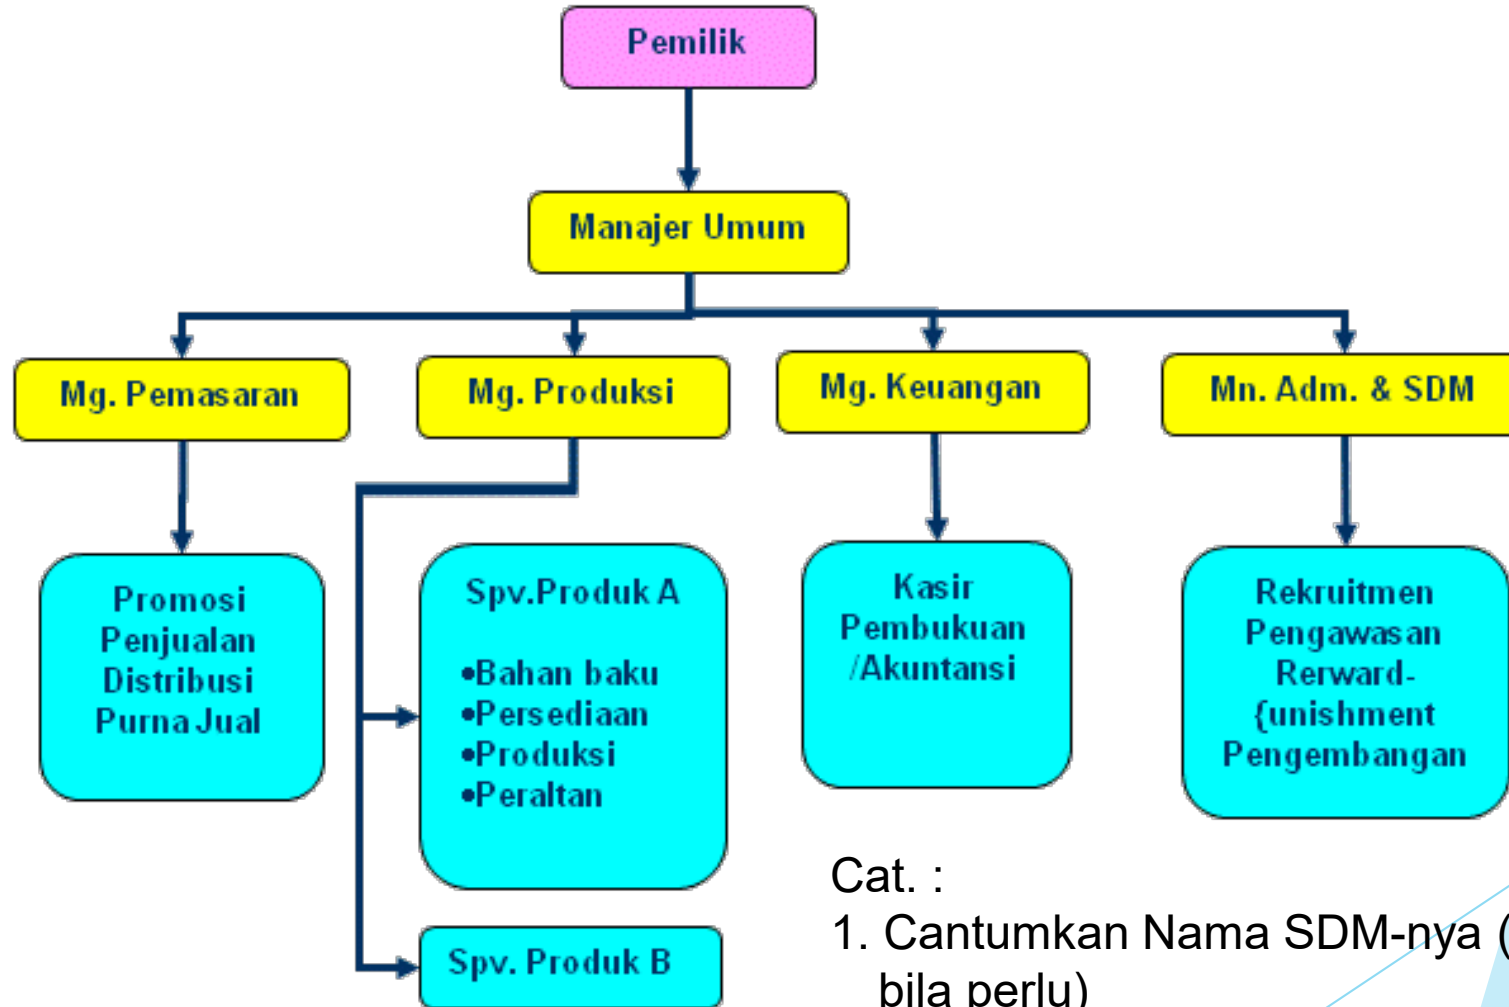 Pemilik
Manajer Umum
Mg. Pemasaran
Mg. Produksi
Mg. Keuangan
Mn. Adm. & SDM
Promosi
Penjualan
Distribusi
Purna Jual
Spv.Produk A
•Bahan baku
•Persediaan
•Produksi
•Peraltan
Kasir
Pembukuan
/Akuntansi
Rekruitmen
Pengawasan
Rerward-
{unishment
Pengembangan
Spv. Produk B
Cat. :
1. Cantumkan Nama SDM-nya (
bila perlu)